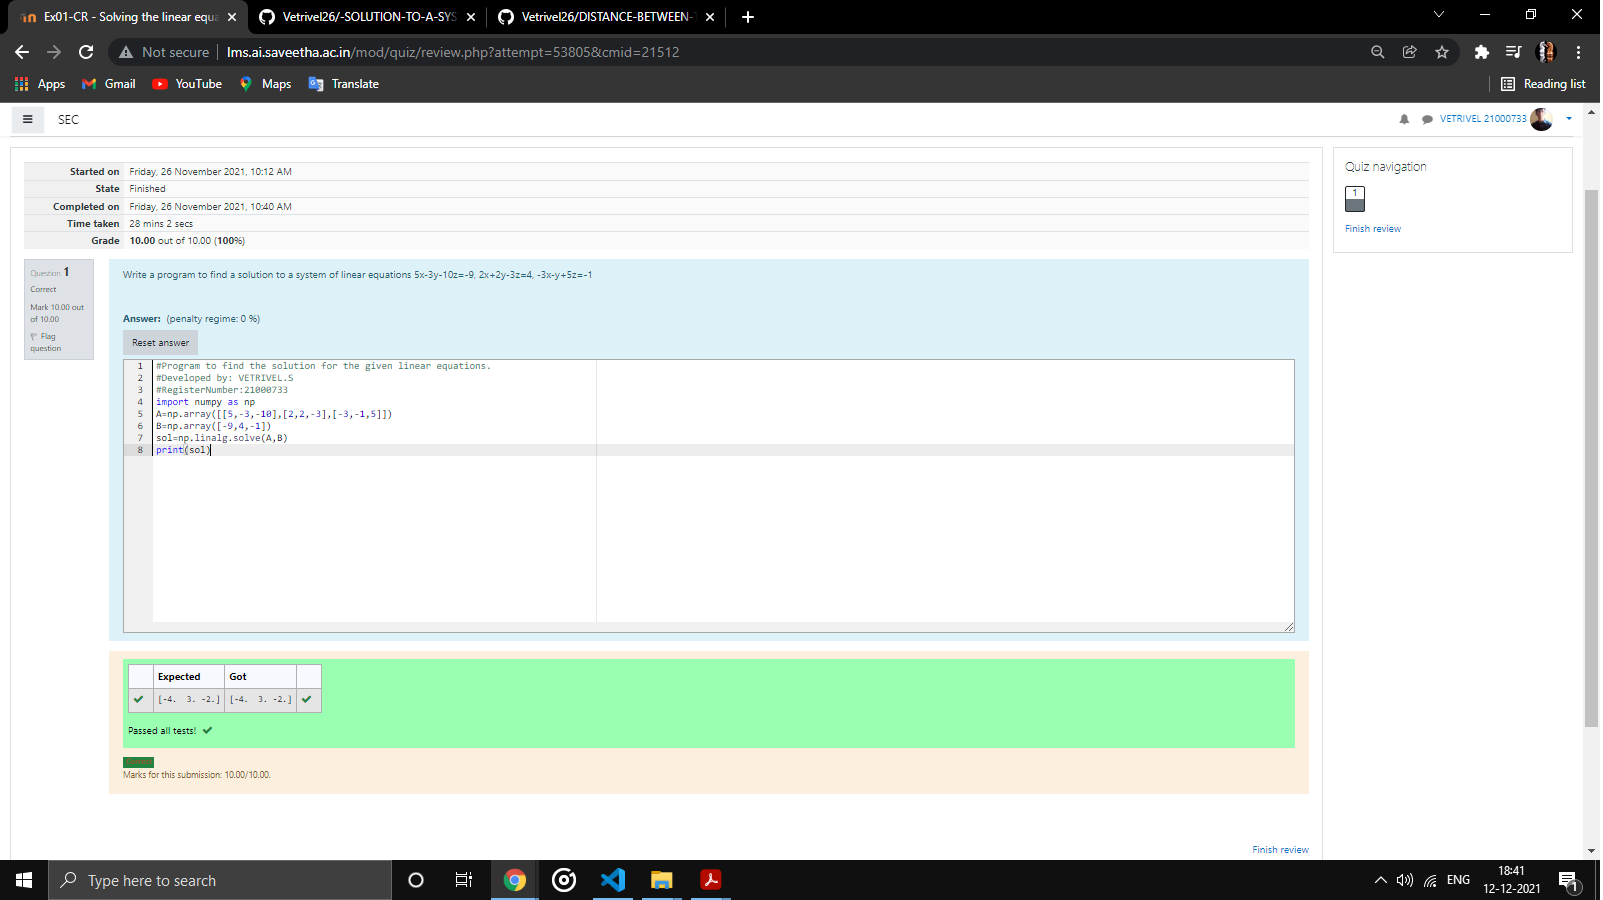 Ex01-CR - Solving the linear equa
Vetrivel26/-SOLUTION-TO-A-SYS
Vetrivel26/DISTANCE-BETWEEN-
Not secure
lms.ai.saveetha.ac.in/mod/quiz/review.php?attempt=53805&cmid=21512
Apps
Gmail
YouTube
Maps
Translate
Reading list
SEC
VETRIVEL 21000733
Started on Friday, 26 November 2021, 10:12 AM
State Finished
Completed on Friday, 26 November 2021, 10:40 AM
Time taken 28 mins 2 secs
Grade 10.00 out of 10.00 (100%)
Quiz navigation
1
Finish review
Question 1
Correct
Mark 10.00 out
of 10.00
Flag
question
Write a program to find a solution to a system of linear equations 5x-3y-10z=-9, 2x+2y-3z=4, -3x-y+5z=-1
Answer: (penalty regime: 0 %)
Reset answer
1 #Program to find the solution for the given linear equations.
2 #Developed by: VETRIVEL.S
3 #RegisterNumber:21000733
4 import numpy as np
5 A=np.array([[5,-3,-10],[2,2,-3],[-3,-1,5]])
6 B=np.array([-9,4,-1])
7 sol=np.linalg.solve(A,B)
8 print(sol)
Expected Got
[-4. 3. -2.] [-4. 3. -2.]
Passed all tests!
Marks for this submission: 10.00/10.00.
Finish review
Type here to search
ENG
18:41
12-12-2021
1